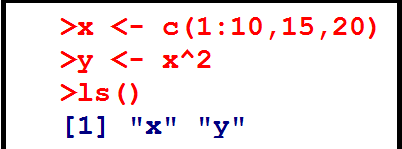 >x <- c(1:10,15,20)
>y <- x^2
>ls()
[1] "x" "y"